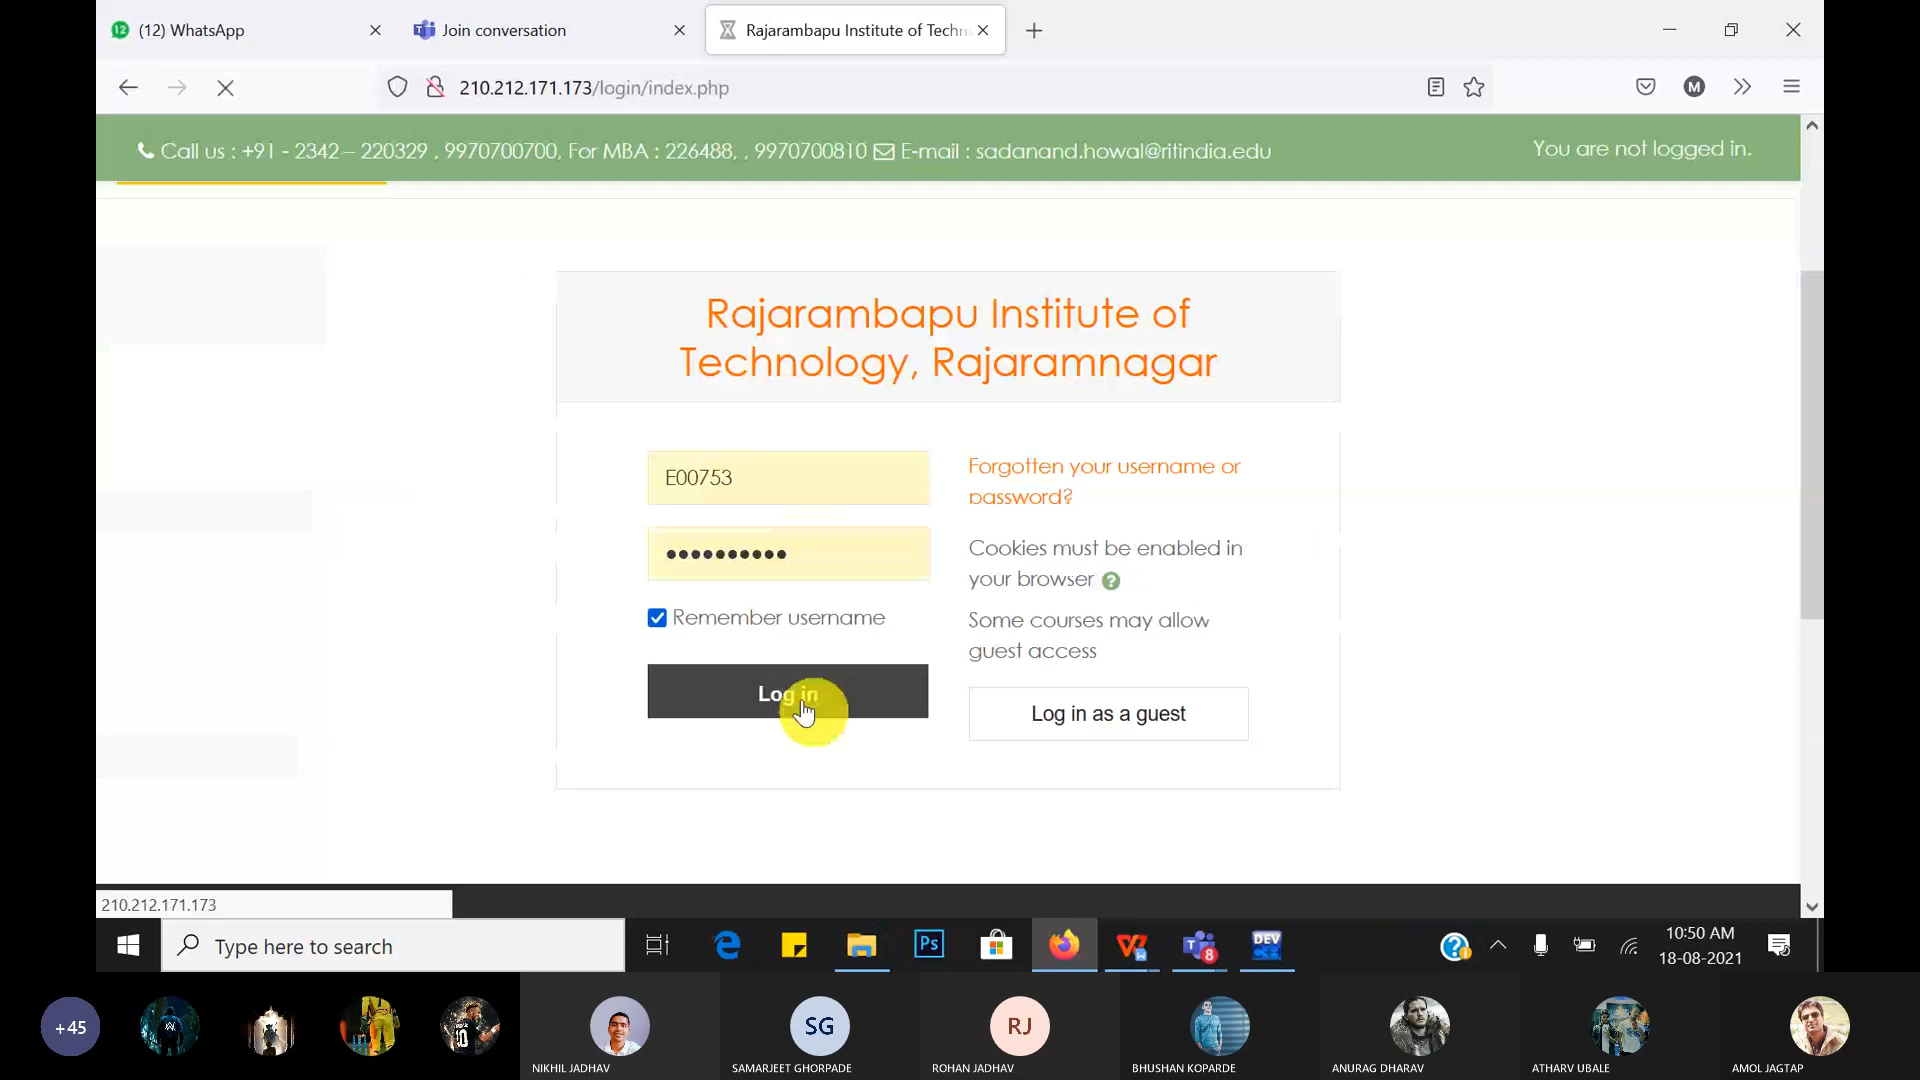 (12) WhatsApp
Join conversation
Rajarambapu Institute of Techn
210.212.171.173/login/index.php
M
Call us : +91 - 2342 – 220329 , 9970700700, For MBA : 226488, , 9970700810 E-mail : sadanand.howal@ritindia.edu
You are not logged in.
Rajarambapu Institute of
Technology, Rajaramnagar
E00753
Forgotten your username or
password?
Cookies must be enabled in
your browser
Remember username
Some courses may allow
guest access
Log in
Log in as a guest
210.212.171.173
Type here to search
Ps
DEV
8
10:50 AM
18-08-2021
+45
SG
RJ
NIKHIL JADHAV
SAMARJEET GHORPADE
ROHAN JADHAV
BHUSHAN KOPARDE
ANURAG DHARAV
ATHARV UBALE
AMOL JAGTAP